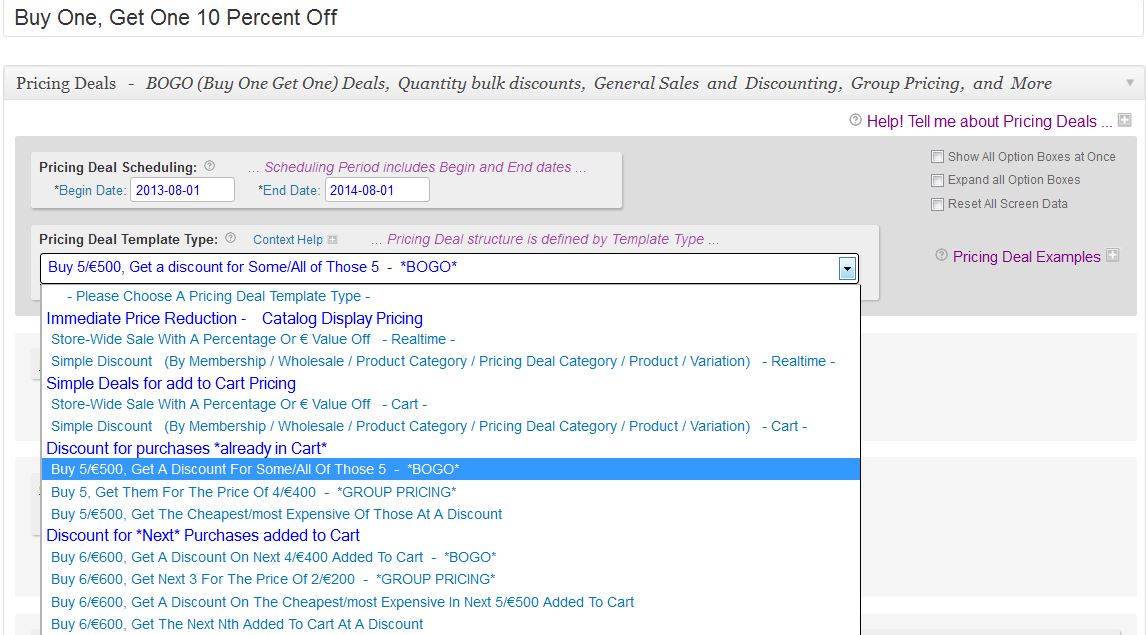 Buy One, Get One 10 Percent Off
Pricing Deals - BOGO (Buy One Get One) Deals, Quantity bulk discounts, General Sales and Discounting, Group Pricing, and More
Help! Tell me about Pricing Deals ...
Pricing Deal Scheduling: ... Scheduling Period includes Begin and End dates ...
*Begin Date: 2013-08-01 *End Date: 2014-08-01
Show All Option Boxes at Once
Expand all Option Boxes
Reset All Screen Data
Pricing Deal Template Type: Context Help ... Pricing Deal structure is defined by Template Type ...
Pricing Deal Examples
Buy 5/€500, Get a discount for Some/All of Those 5 - *BOGO*
- Please Choose A Pricing Deal Template Type -
Immediate Price Reduction - Catalog Display Pricing
Store-Wide Sale With A Percentage Or € Value Off - Realtime -
Simple Discount (By Membership / Wholesale / Product Category / Pricing Deal Category / Product / Variation) - Realtime -
Simple Deals for add to Cart Pricing
Store-Wide Sale With A Percentage Or € Value Off - Cart -
Simple Discount (By Membership / Wholesale / Product Category / Pricing Deal Category / Product / Variation) - Cart -
Discount for purchases *already in Cart*
Buy 5/€500, Get A Discount For Some/All Of Those 5 - *BOGO*
Buy 5, Get Them For The Price Of 4/€400 - *GROUP PRICING*
Buy 5/€500, Get The Cheapest/most Expensive Of Those At A Discount
Discount for *Next* Purchases added to Cart
Buy 6/€600, Get A Discount On Next 4/€400 Added To Cart - *BOGO*
Buy 6/€600, Get Next 3 For The Price Of 2/€200 - *GROUP PRICING*
Buy 6/€600, Get A Discount On The Cheapest/most Expensive In Next 5/€500 Added To Cart
Buy 6/€600, Get The Next Nth Added To Cart At A Discount